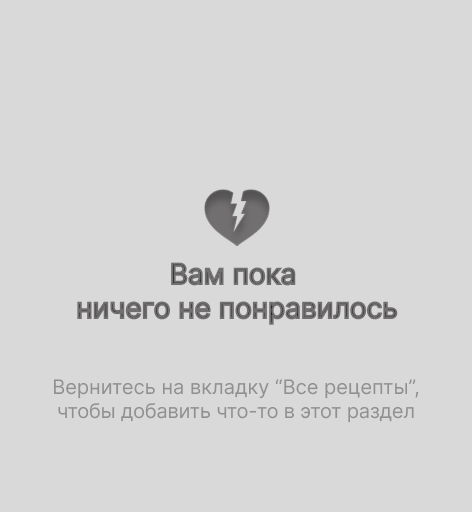 Вам пока
ничего не понравилось
Вернитесь на вкладку “Все рецепты”,
чтобы добавить что-то в этот раздел